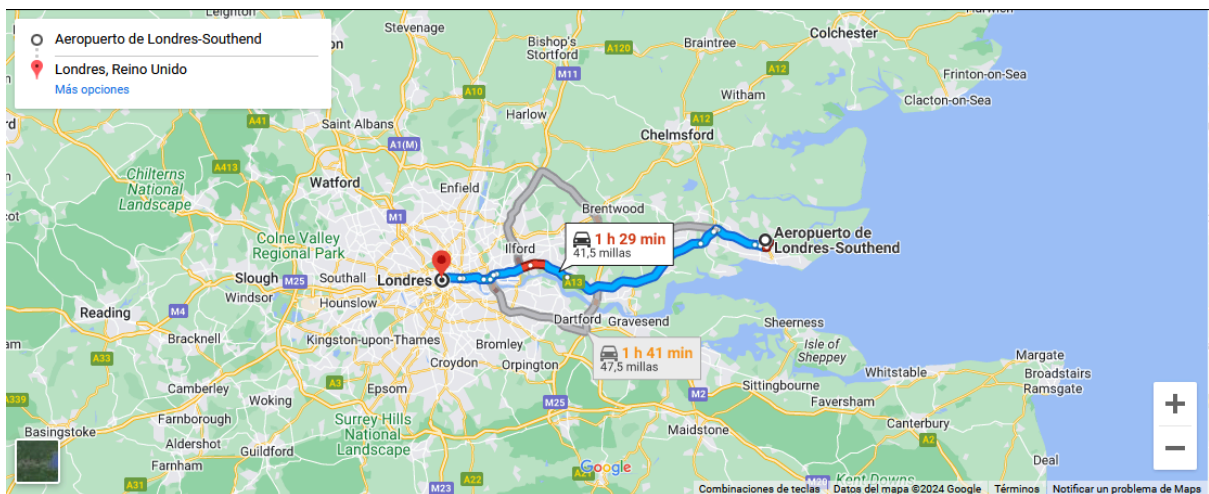 Aeropuerto de Londres-Southend
Londres, Reino Unido
Más opciones
Leighton
Stevenage
Bishop's
Stortford
A120
Braintree
Colchester
Harwich
M11
A12
Frinton-on-Sea
A10
Witham
Clacton-on-Sea
Harlow
A41
Saint Albans
A12
Chelmsford
A1(M)
A413
Chilterns
National
Landscape
Watford
Enfield
Brentwood
M1
Colne Valley
Regional Park
Ilford
1 h 29 min
41,5 millas
Aeropuerto de
Londres-Southend
Slough
M25
Southall
Londres
A13
Windsor
Hounslow
Reading
M4
Dartford
Gravesend
Sheerness
Bracknell
Kingston-upon-Thames
Bromley
Isle of
Sheppey
A33
Croydon
Orpington
1 h 41 min
47,5 millas
Margate
Broadstairs
Ramsgate
Whitstable
Camberley
A3
Epsom
Sittingbourne
A339
Woking
M25
M2
Faversham
Farnborough
Surrey Hills
National
Landscape
Maidstone
Canterbury
Basingstoke
Aldershot
Guildford
A2
Farnham
Google
Deal
A31
A22
A21
M23
M20
Kent Downs
Combinaciones de teclas
Datos del mapa ©2024 Google
Términos
Notificar un problema de Maps